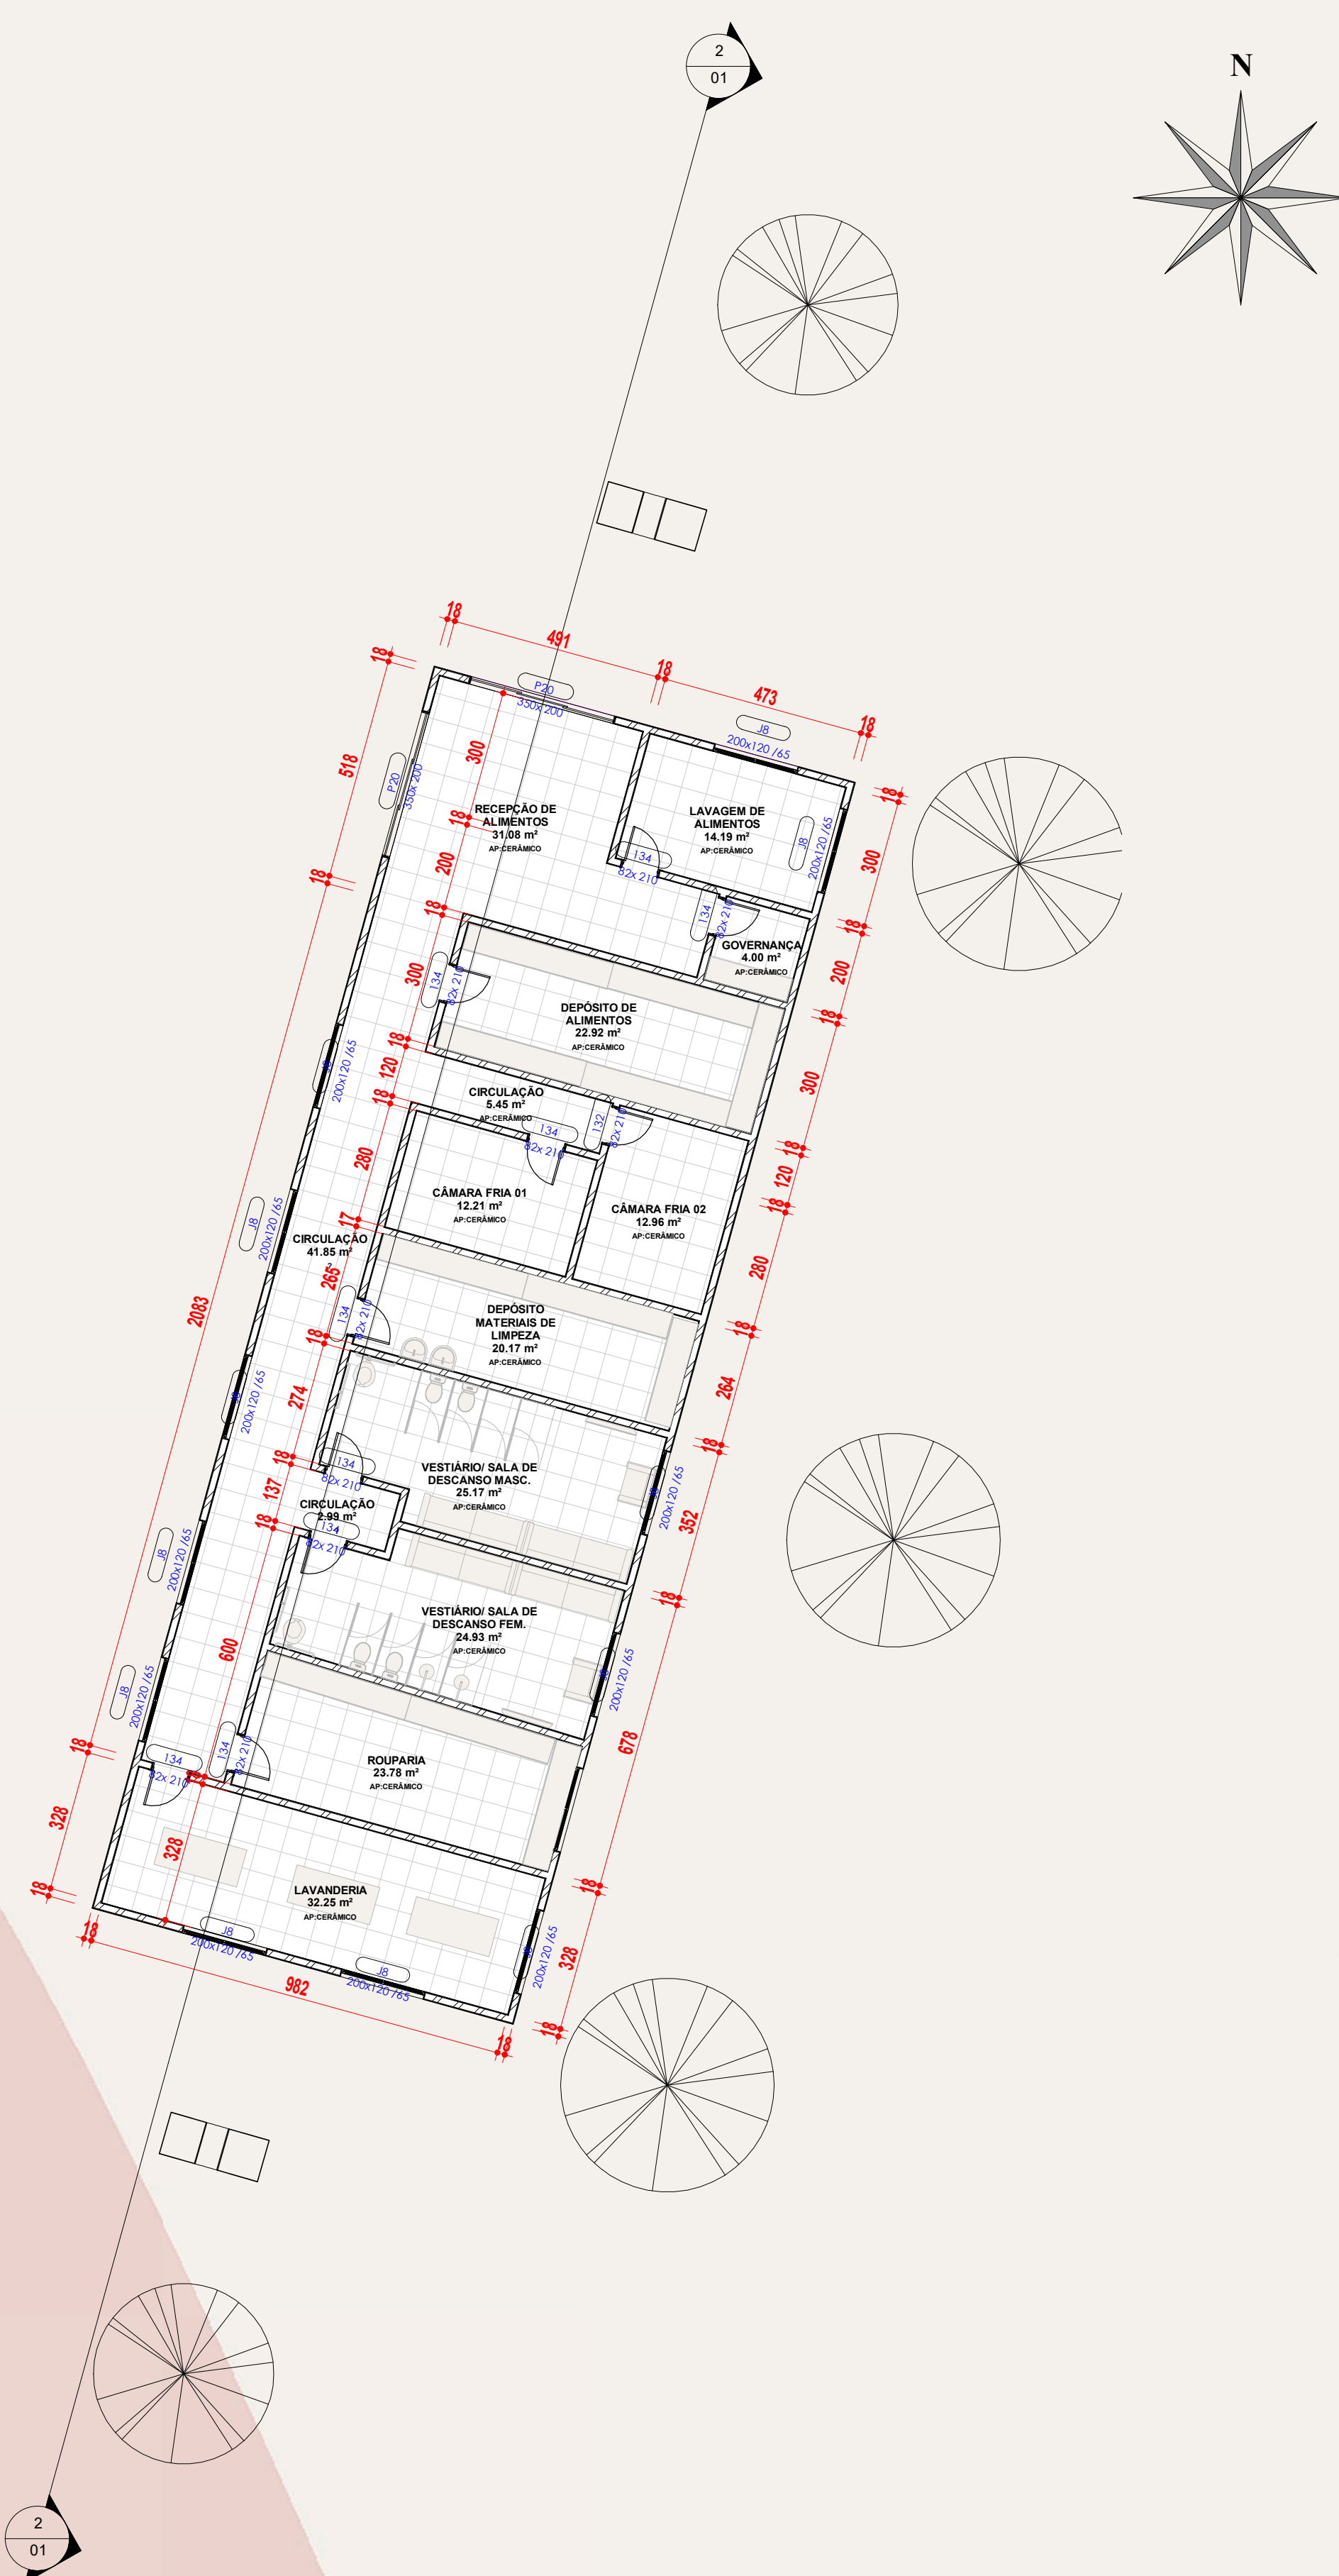 2
01
N
18
491
18
473
18
18
518
18
P20
350x 200
J8
200x120 /65
P20
350x 200
300
18
200
18
RECEPÇÃO DE
ALIMENTOS
31.08 m²
AP:CERÂMICO
LAVAGEM DE
ALIMENTOS
14.19 m²
AP:CERÂMICO
J8
200x120 /65
18
300
18
134
82x 210
134
82x 210
GOVERNANÇA
4.00 m²
AP:CERÂMICO
200
18
134
82x 210
300
18
DEPÓSITO DE
ALIMENTOS
22.92 m²
AP:CERÂMICO
300
18
J8
200x120 /65
120
18
CIRCULAÇÃO
5.45 m²
AP:CERÂMICO
134
82x 210
132
82x 210
120
18
280
17
CÂMARA FRIA 01
12.21 m²
AP:CERÂMICO
CÂMARA FRIA 02
12.96 m²
AP:CERÂMICO
280
18
J8
200x120 /65
CIRCULAÇÃO
41.85 m²
2
265
18
134
82x 210
DEPÓSITO
MATERIAIS DE
LIMPEZA
20.17 m²
AP:CERÂMICO
264
18
2083
J8
200x120 /65
274
18
134
82x 210
VESTIÁRIO/ SALA DE
DESCANSO MASC.
25.17 m²
AP:CERÂMICO
J8
200x120 /65
352
18
137
18
CIRCULAÇÃO
2.99 m²
134
82x 210
J8
200x120 /65
VESTIÁRIO/ SALA DE
DESCANSO FEM.
24.93 m²
AP:CERÂMICO
J8
200x120 /65
600
678
18
J8
200x120 /65
134
82x 210
134
82x 210
18
ROUPARIA
23.78 m²
AP:CERÂMICO
18
328
18
328
LAVANDERIA
32.25 m²
AP:CERÂMICO
J8
200x120 /65
J8
200x120 /65
J8
200x120 /65
328
18
18
982
18
2
01